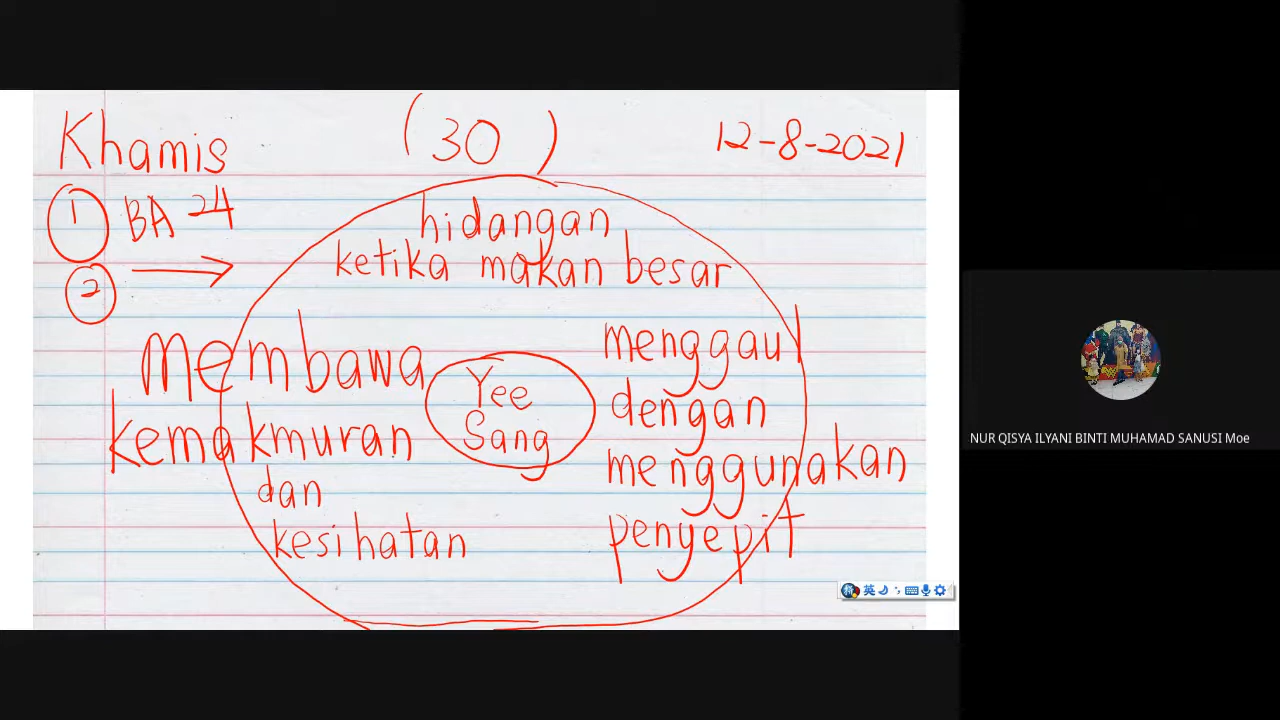 Khamis
(30)
12-8-2021
1 BA 24
2 →
hidangan
ketika makan besar
Membawa
kemakmuran
dan
kesihatan
Yee
Sang
menggaul
dengan
menggunakan
penyepit
英
NUR QISYA ILYANI BINTI MUHAMAD SANUSI Moe